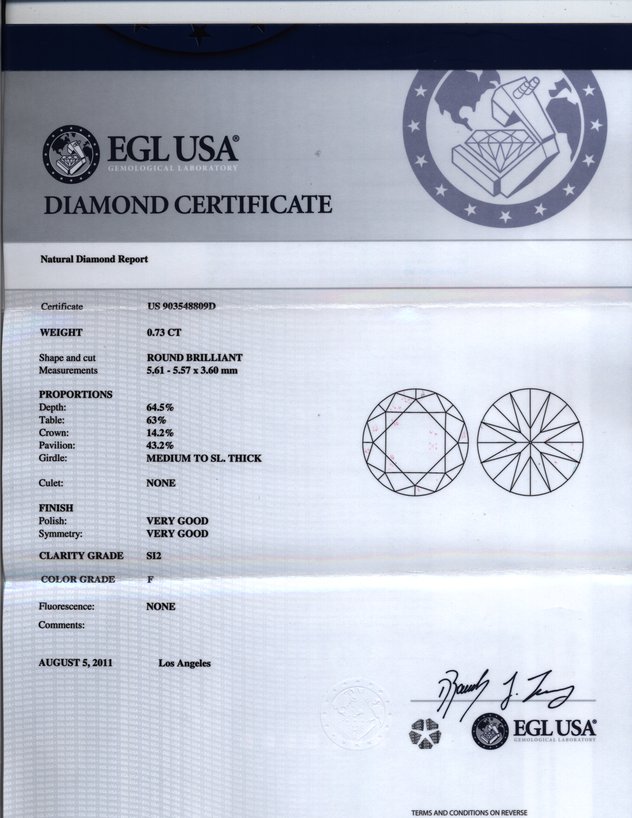 EGL USA®
GEMOLOGICAL LABORATORY
DIAMOND CERTIFICATE
Natural Diamond Report
Certificate US 903548809D
WEIGHT 0.73 CT
Shape and cut ROUND BRILLIANT
Measurements 5.61 - 5.57 x 3.60 mm
PROPORTIONS
Depth: 64.5%
Table: 63%
Crown: 14.2%
Pavilion: 43.2%
Girdle: MEDIUM TO SL. THICK
Culet: NONE
FINISH
Polish: VERY GOOD
Symmetry: VERY GOOD
CLARITY GRADE SI2
COLOR GRADE F
Fluorescence: NONE
Comments:
AUGUST 5, 2011 Los Angeles
EGL USA®
GEMOLOGICAL LABORATORY
TERMS AND CONDITIONS ON REVERSE